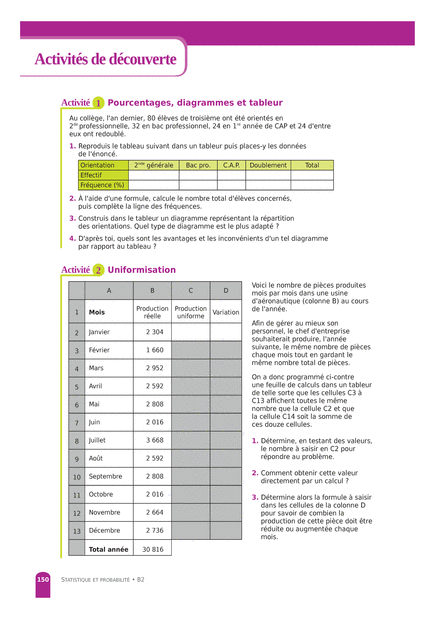 Activités de découverte
Activité 1 Pourcentages, diagrammes et tableur
Au collège, l'an dernier, 80 élèves de troisième ont été orientés en
2de professionnelle, 32 en bac professionnel, 24 en 1re année de CAP et 24 d'entre
eux ont redoublé.
1. Reproduis le tableau suivant dans un tableur puis places-y les données
de l'énoncé.
Orientation 2nde générale Bac pro. C.A.P. Doublement Total
Effectif
Fréquence (%)
2. À l'aide d'une formule, calcule le nombre total d'élèves concernés,
puis complète la ligne des fréquences.
3. Construis dans le tableur un diagramme représentant la répartition
des orientations. Quel type de diagramme est le plus adapté ?
4. D'après toi, quels sont les avantages et les inconvénients d'un tel diagramme
par rapport au tableau ?
Activité 2 Uniformisation
A B C D
1 Mois Production réelle Production uniforme Variation
2 Janvier 2 304
3 Février 1 660
4 Mars 2 952
5 Avril 2 592
6 Mai 2 808
7 Juin 2 016
8 Juillet 3 668
9 Août 2 592
10 Septembre 2 808
11 Octobre 2 016
12 Novembre 2 664
13 Décembre 2 736
Total année 30 816
Voici le nombre de pièces produites
mois par mois dans une usine
d'aéronautique (colonne B) au cours
de l'année.
Afin de gérer au mieux son
personnel, le chef d'entreprise
souhaiterait produire, l'année
suivante, le même nombre de pièces
chaque mois tout en gardant le
même nombre total de pièces.
On a donc programmé ci-contre
une feuille de calculs dans un tableur
de telle sorte que les cellules C3 à
C13 affichent toutes le même
nombre que la cellule C2 et que
la cellule C14 soit la somme de
ces douze cellules.
1. Détermine, en testant des valeurs,
le nombre à saisir en C2 pour
répondre au problème.
2. Comment obtenir cette valeur
directement par un calcul ?
3. Détermine alors la formule à saisir
dans les cellules de la colonne D
pour savoir de combien la
production de cette pièce doit être
réduite ou augmentée chaque
mois.
150 STATISTIQUE ET PROBABILITÉ • B2